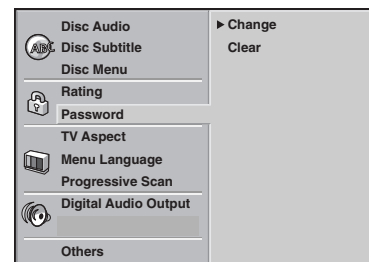 Disc Audio
Disc Subtitle
Disc Menu
Rating
Password
TV Aspect
Menu Language
Progressive Scan
Digital Audio Output
Others
Change
Clear
ABC